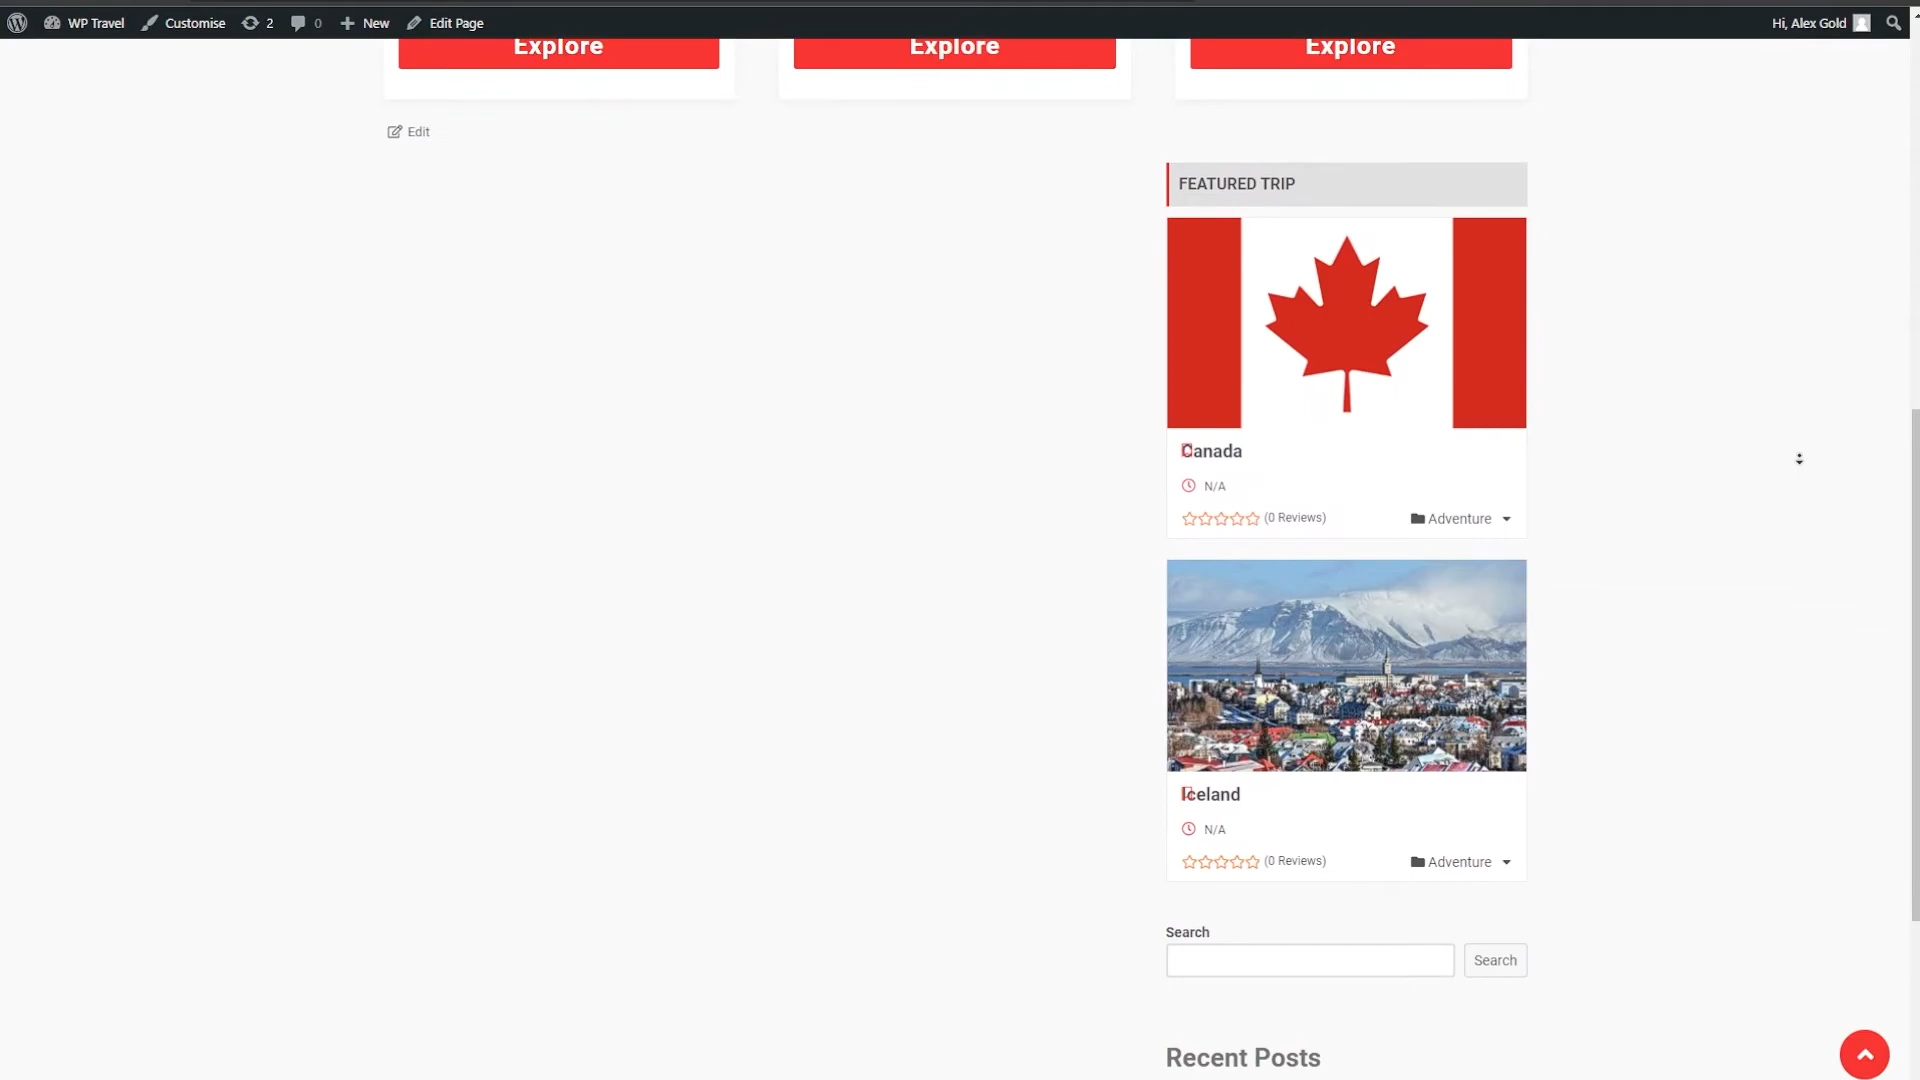 WP Travel Customise 2 0 New Edit Page Hi, Alex Gold
Explore Explore Explore
Edit
FEATURED TRIP
Canada
N/A
(0 Reviews) Adventure
Iceland
N/A
(0 Reviews) Adventure
Search
Search
Recent Posts